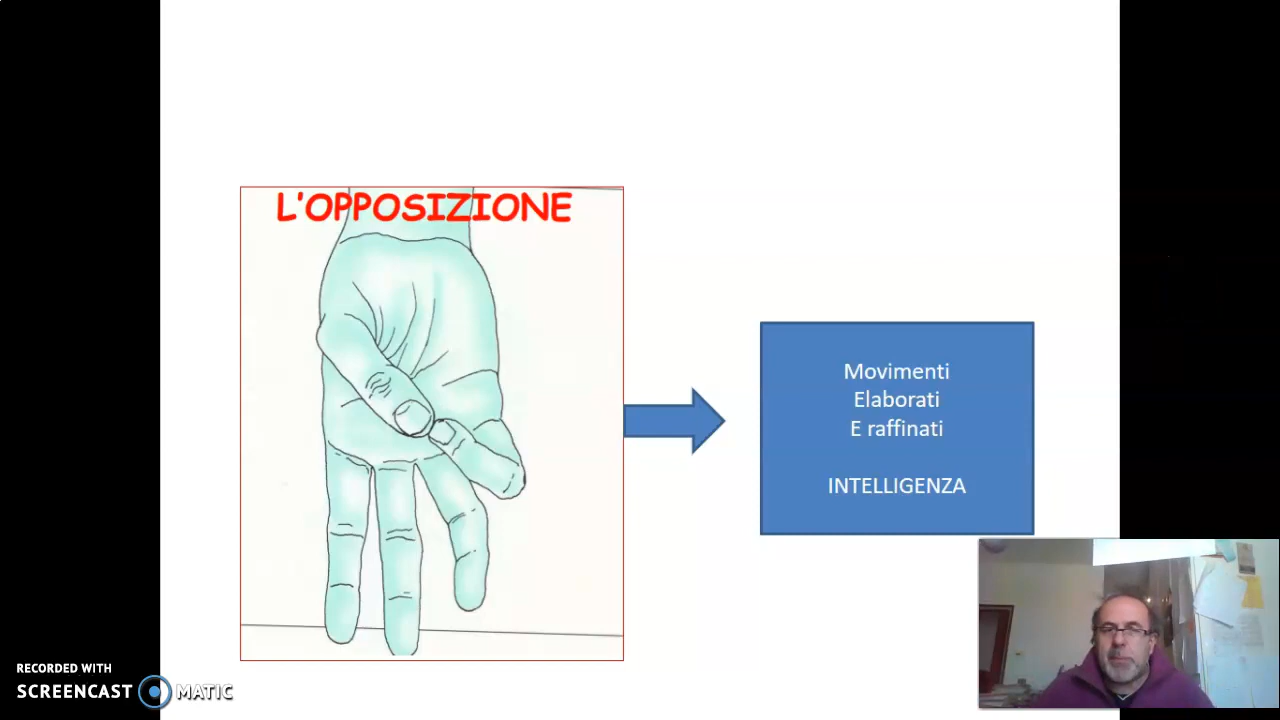 L'OPPOSIZIONE
Movimenti
Elaborati
E raffinati
INTELLIGENZA
RECORDED WITH
SCREENCAST MATIC